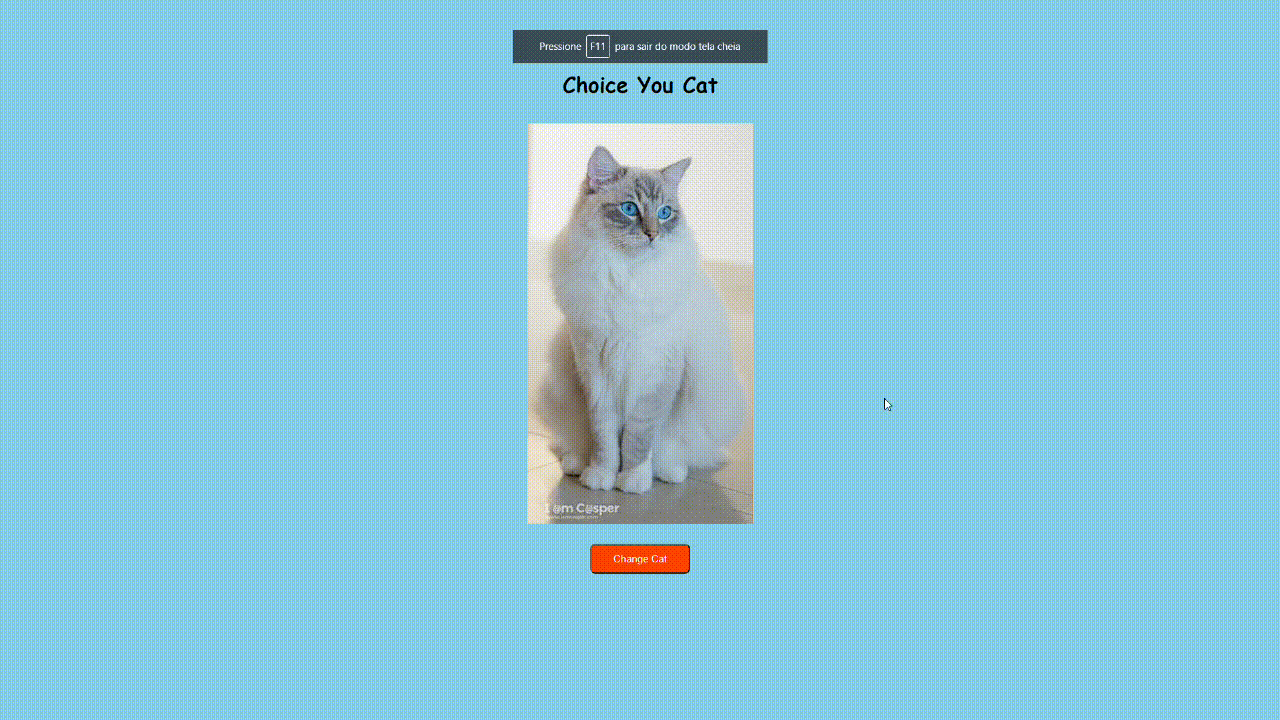 Pressione F11 para sair do modo tela cheia
Choice You Cat
I @m C@sper
Change Cat